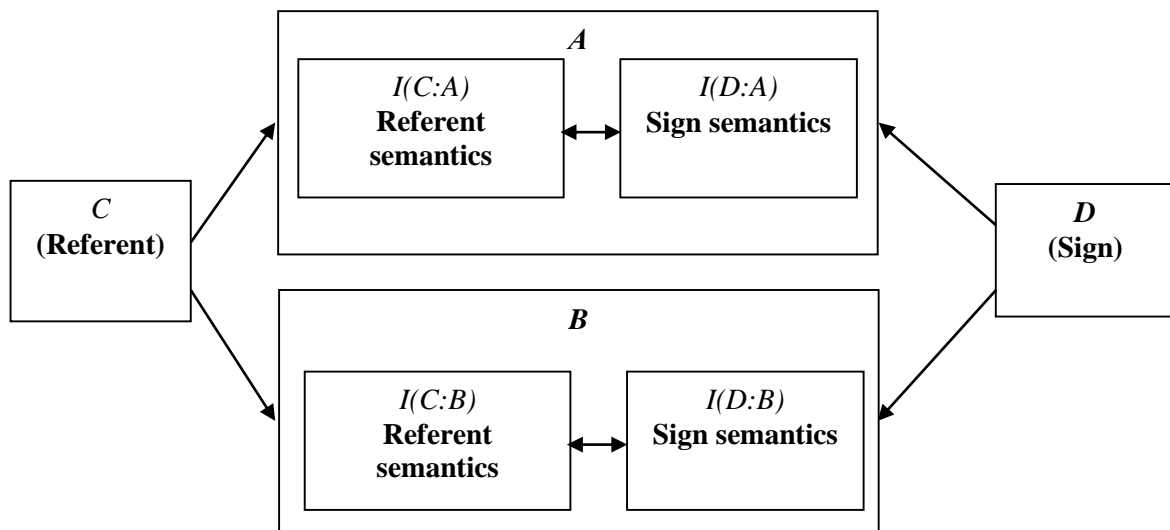 A
I(C:A)
Referent
semantics
I(D:A)
Sign semantics
C
(Referent)
D
(Sign)
B
I(C:B)
Referent
semantics
I(D:B)
Sign semantics